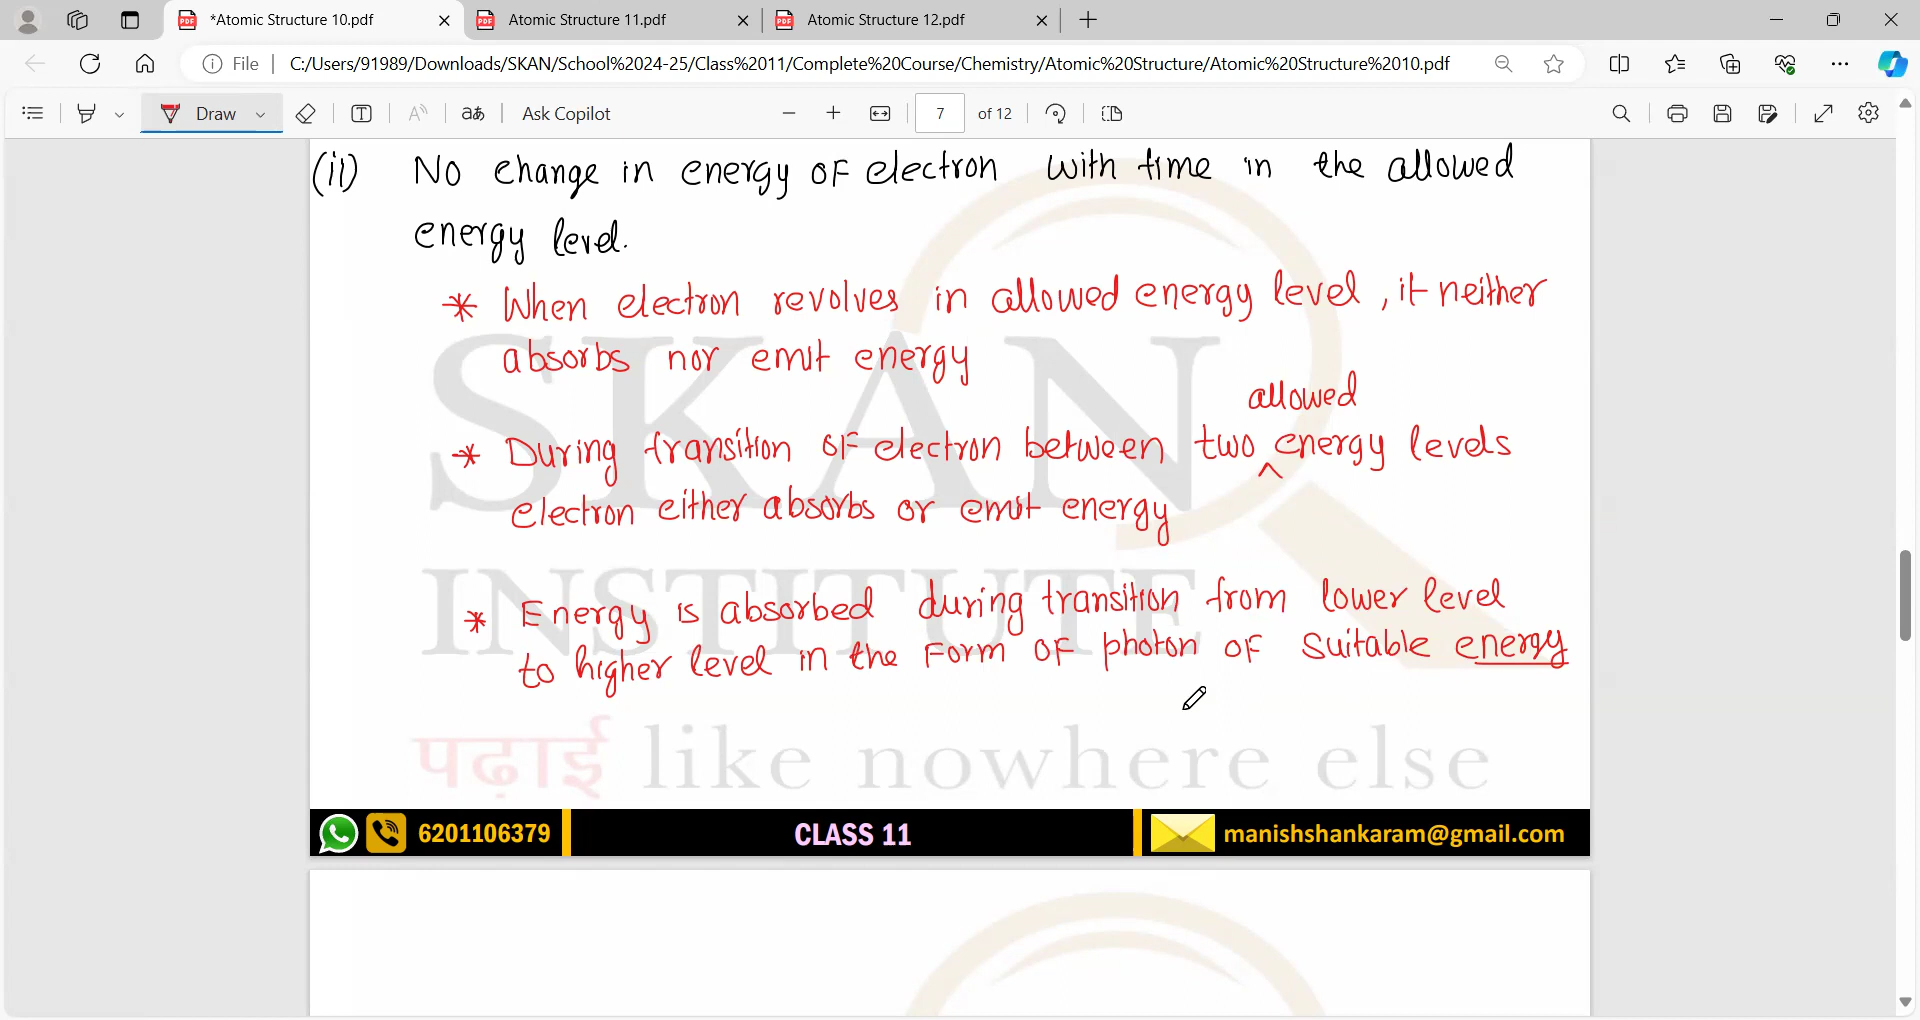 *Atomic Structure 10.pdf
Atomic Structure 11.pdf
Atomic Structure 12.pdf
File
C:/Users/91989/Downloads/SKAN/School%2024-25/Class%2011/Complete%20Course/Chemistry/Atomic%20Structure/Atomic%20Structure%2010.pdf
Draw
Ask Copilot
7 of 12
(ii) No change in energy of electron with time in the allowed
energy level.
* When electron revolves in allowed energy level, it neither
absorbs nor emit energy
allowed
* During transition of electron between two ^ energy levels
electron either absorbs or emit energy
* Energy is absorbed during transition from lower level
to higher level in the form of photon of suitable energy
SKAN
INSTITUTE
पढ़ाई like nowhere else
6201106379 CLASS 11 manishshankaram@gmail.com